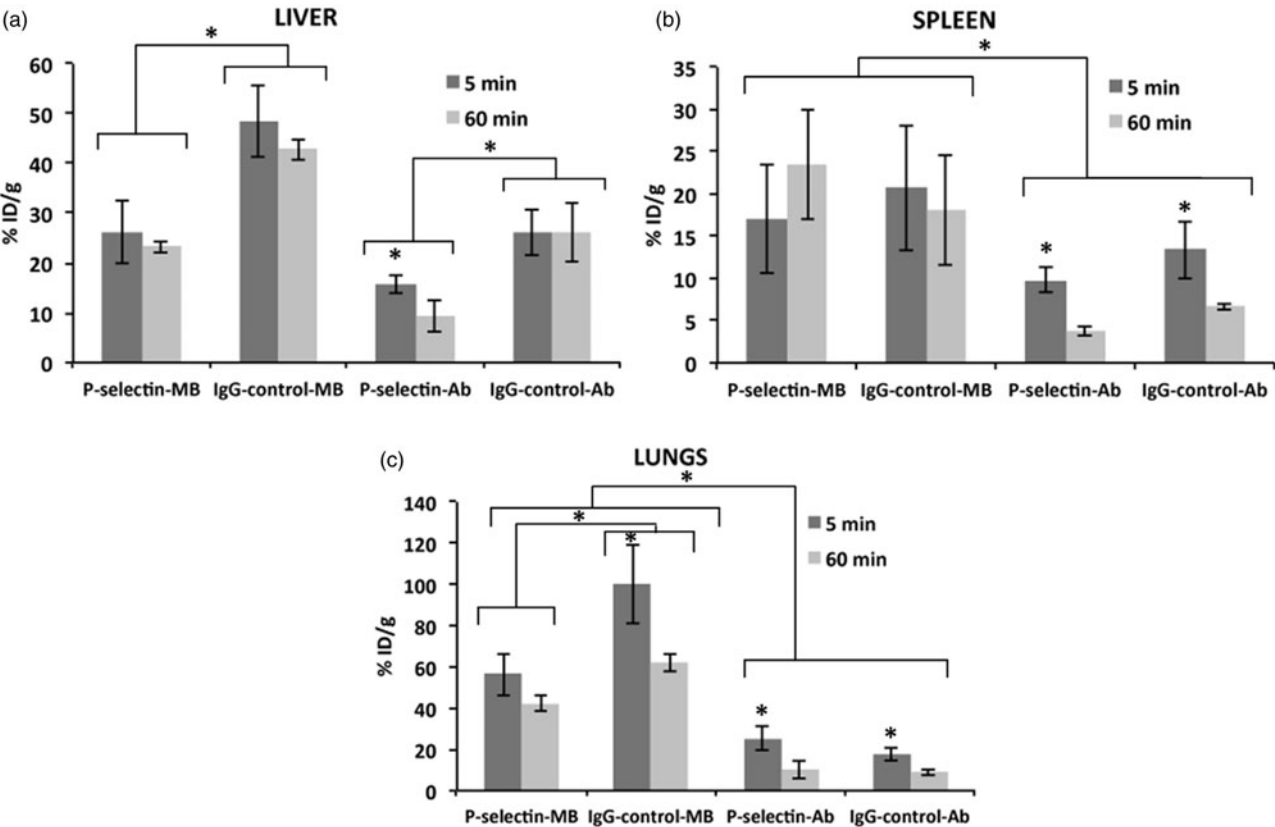 (a)
LIVER
*
60
50
40
30
20
10
0
% ID/g
5 min
60 min
*
*
P-selectin-MB IgG-control-MB P-selectin-Ab IgG-control-Ab
(b)
SPLEEN
*
35
30
25
20
15
10
5
0
% ID/g
5 min
60 min
*
*
P-selectin-MB IgG-control-MB P-selectin-Ab IgG-control-Ab
(c)
LUNGS
*
140
120
100
80
60
40
20
0
% ID/g
*
*
5 min
60 min
*
*
P-selectin-MB IgG-control-MB P-selectin-Ab IgG-control-Ab